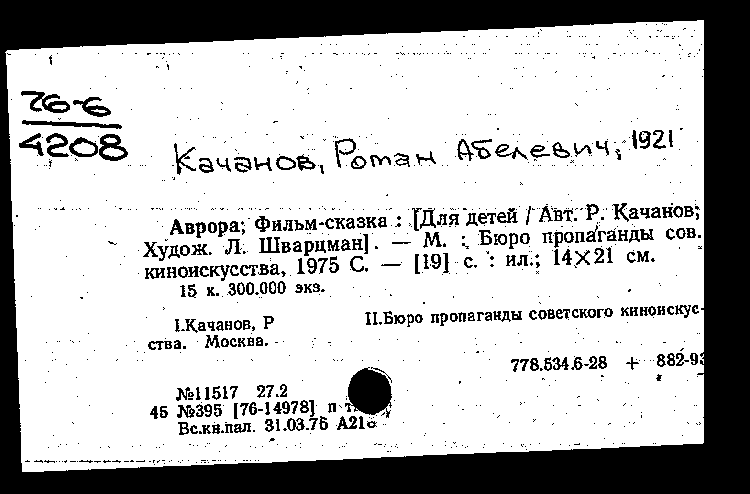 76-6
4208
Качанов, Роман Абелевич, 1921
Аврора; Фильм-сказка : [Для детей / Авт. Р. Качанов;
Худож. Л. Шварцман]. — М. : Бюро пропаганды сов.
киноискусства, 1975 С. — [19] с. : ил.; 14×21 см.
15 к. 300.000 экз.
I.Качанов, Р II.Бюро пропаганды советского киноискус-
ства. Москва.
778.534.6-28 + 882-93
№11517 27.2
45 №395 [76-14978] п
Вс.кн.пал. 31.03.76 А21